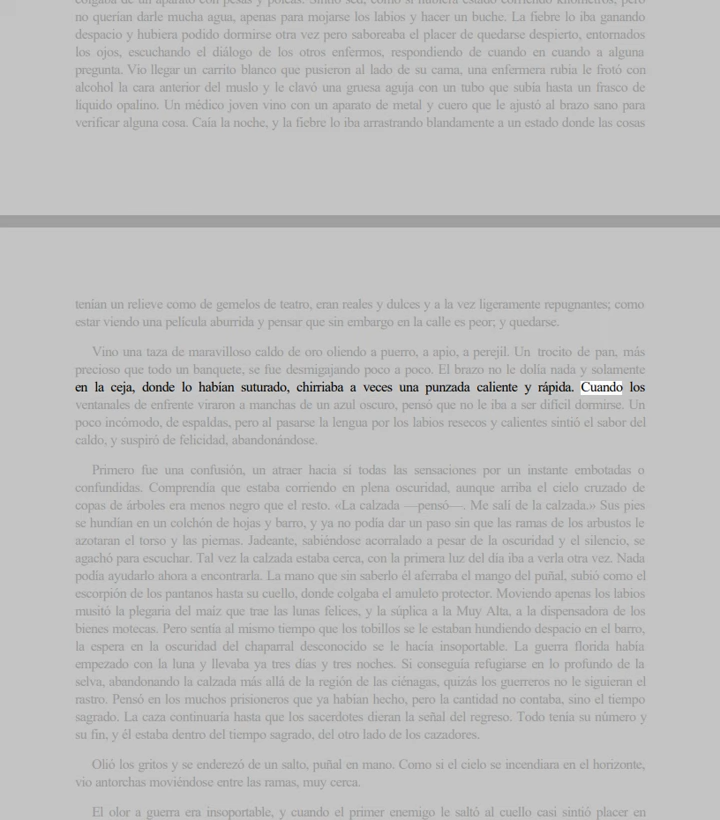 colgaba de un aparato con pesas y poleas. Sintió sed, como si hubiera estado corriendo kilómetros, pero
no querían darle mucha agua, apenas para mojarse los labios y hacer un buche. La fiebre lo iba ganando
despacio y hubiera podido dormirse otra vez pero saboreaba el placer de quedarse despierto, entornados
los ojos, escuchando el diálogo de los otros enfermos, respondiendo de cuando en cuando a alguna
pregunta. Vio llegar un carrito blanco que pusieron al lado de su cama, una enfermera rubia le frotó con
alcohol la cara anterior del muslo y le clavó una gruesa aguja con un tubo que subía hasta un frasco de
líquido opalino. Un médico joven vino con un aparato de metal y cuero que le ajustó al brazo sano para
verificar alguna cosa. Caía la noche, y la fiebre lo iba arrastrando blandamente a un estado donde las cosas
tenían un relieve como de gemelos de teatro, eran reales y dulces y a la vez ligeramente repugnantes; como
estar viendo una película aburrida y pensar que sin embargo en la calle es peor; y quedarse.
Vino una taza de maravilloso caldo de oro oliendo a puerro, a apio, a perejil. Un trocito de pan, más
precioso que todo un banquete, se fue desmigajando poco a poco. El brazo no le dolía nada y solamente
en la ceja, donde lo habían suturado, chirriaba a veces una punzada caliente y rápida. Cuando los
ventanales de enfrente viraron a manchas de un azul oscuro, pensó que no le iba a ser difícil dormirse. Un
poco incómodo, de espaldas, pero al pasarse la lengua por los labios resecos y calientes sintió el sabor del
caldo, y suspiró de felicidad, abandonándose.
Primero fue una confusión, un atraer hacia sí todas las sensaciones por un instante embotadas o
confundidas. Comprendía que estaba corriendo en plena oscuridad, aunque arriba el cielo cruzado de
copas de árboles era menos negro que el resto. «La calzada —pensó—. Me salí de la calzada.» Sus pies
se hundían en un colchón de hojas y barro, y ya no podía dar un paso sin que las ramas de los arbustos le
azotaran el torso y las piernas. Jadeante, sabiéndose acorralado a pesar de la oscuridad y el silencio, se
agachó para escuchar. Tal vez la calzada estaba cerca, con la primera luz del día iba a verla otra vez. Nada
podía ayudarlo ahora a encontrarla. La mano que sin saberlo él aferraba el mango del puñal, subió como el
escorpión de los pantanos hasta su cuello, donde colgaba el amuleto protector. Moviendo apenas los labios
musitó la plegaria del maíz que trae las lunas felices, y la súplica a la Muy Alta, a la dispensadora de los
bienes motecas. Pero sentía al mismo tiempo que los tobillos se le estaban hundiendo despacio en el barro,
la espera en la oscuridad del chaparral desconocido se le hacía insoportable. La guerra florida había
empezado con la luna y llevaba ya tres días y tres noches. Si conseguía refugiarse en lo profundo de la
selva, abandonando la calzada más allá de la región de las ciénagas, quizás los guerreros no le siguieran el
rastro. Pensó en los muchos prisioneros que ya habían hecho, pero la cantidad no contaba, sino el tiempo
sagrado. La caza continuaría hasta que los sacerdotes dieran la señal del regreso. Todo tenía su número y
su fin, y él estaba dentro del tiempo sagrado, del otro lado de los cazadores.
Olió los gritos y se enderezó de un salto, puñal en mano. Como si el cielo se incendiara en el horizonte,
vio antorchas moviéndose entre las ramas, muy cerca.
El olor a guerra era insoportable, y cuando el primer enemigo le saltó al cuello casi sintió placer en